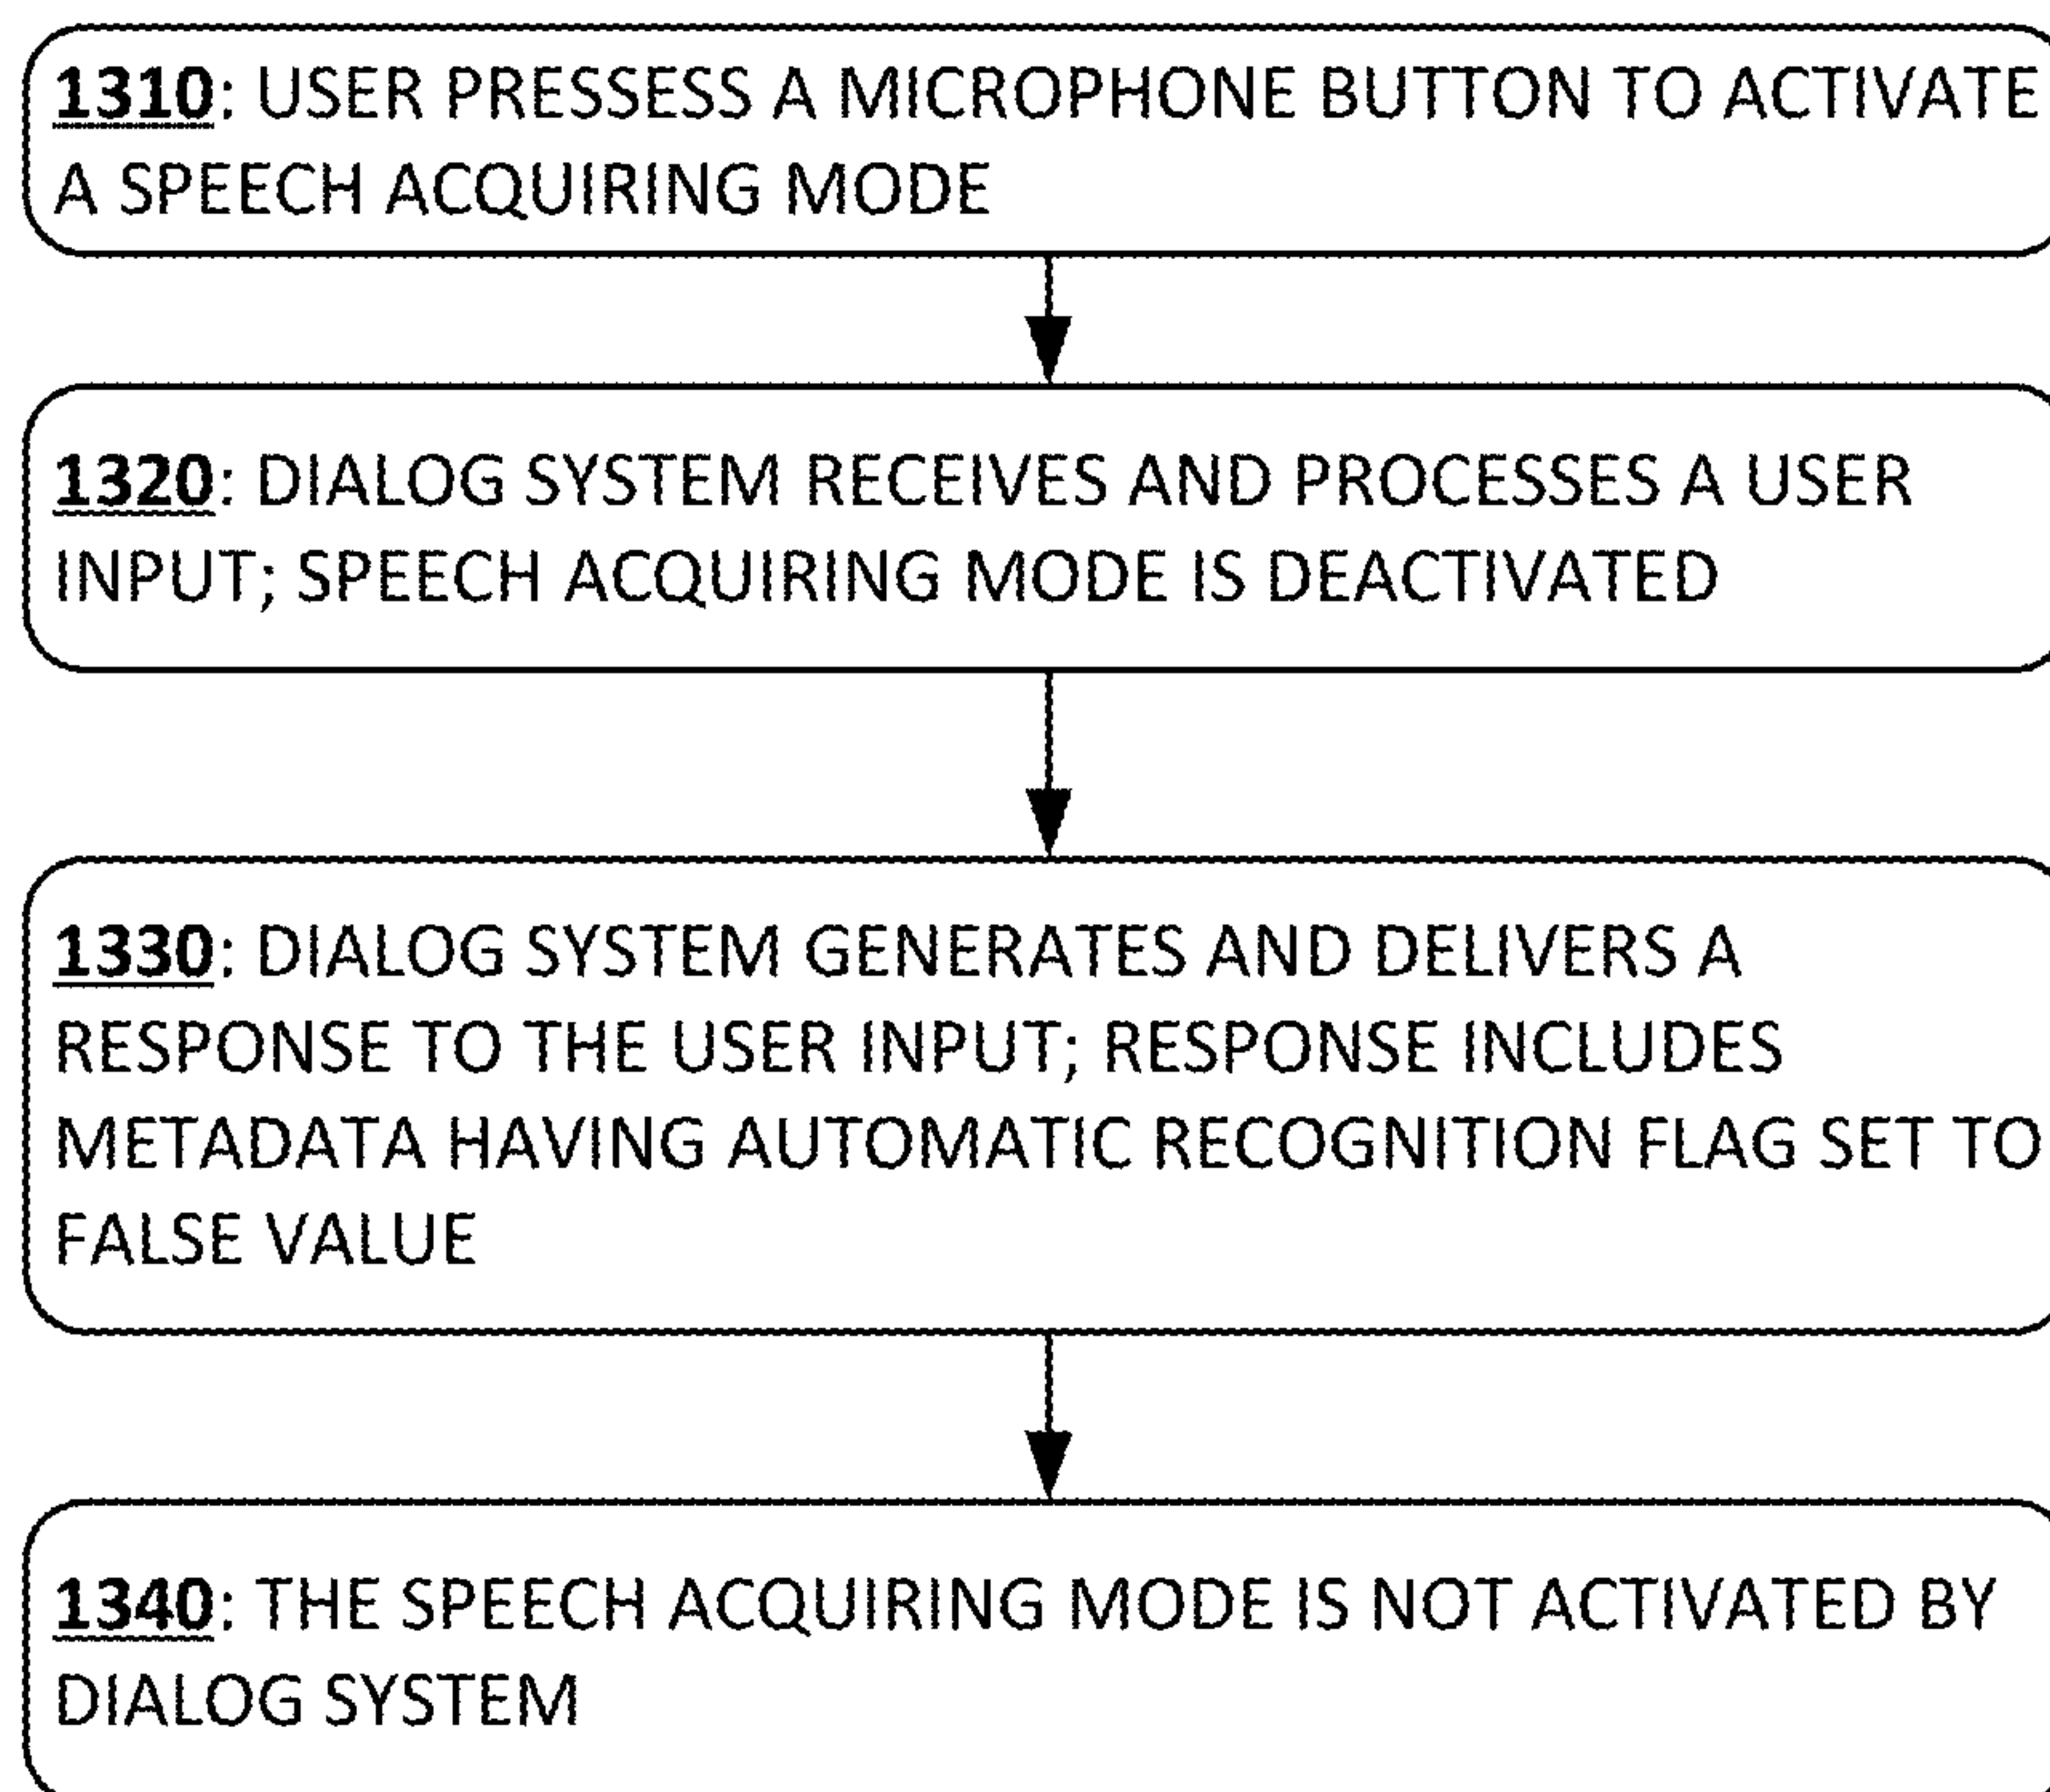 1310: USER PRESSESS A MICROPHONE BUTTON TO ACTIVATE
A SPEECH ACQUIRING MODE
1320: DIALOG SYSTEM RECEIVES AND PROCESSES A USER
INPUT; SPEECH ACQUIRING MODE IS DEACTIVATED
1330: DIALOG SYSTEM GENERATES AND DELIVERS A
RESPONSE TO THE USER INPUT; RESPONSE INCLUDES
METADATA HAVING AUTOMATIC RECOGNITION FLAG SET TO
FALSE VALUE
1340: THE SPEECH ACQUIRING MODE IS NOT ACTIVATED BY
DIALOG SYSTEM